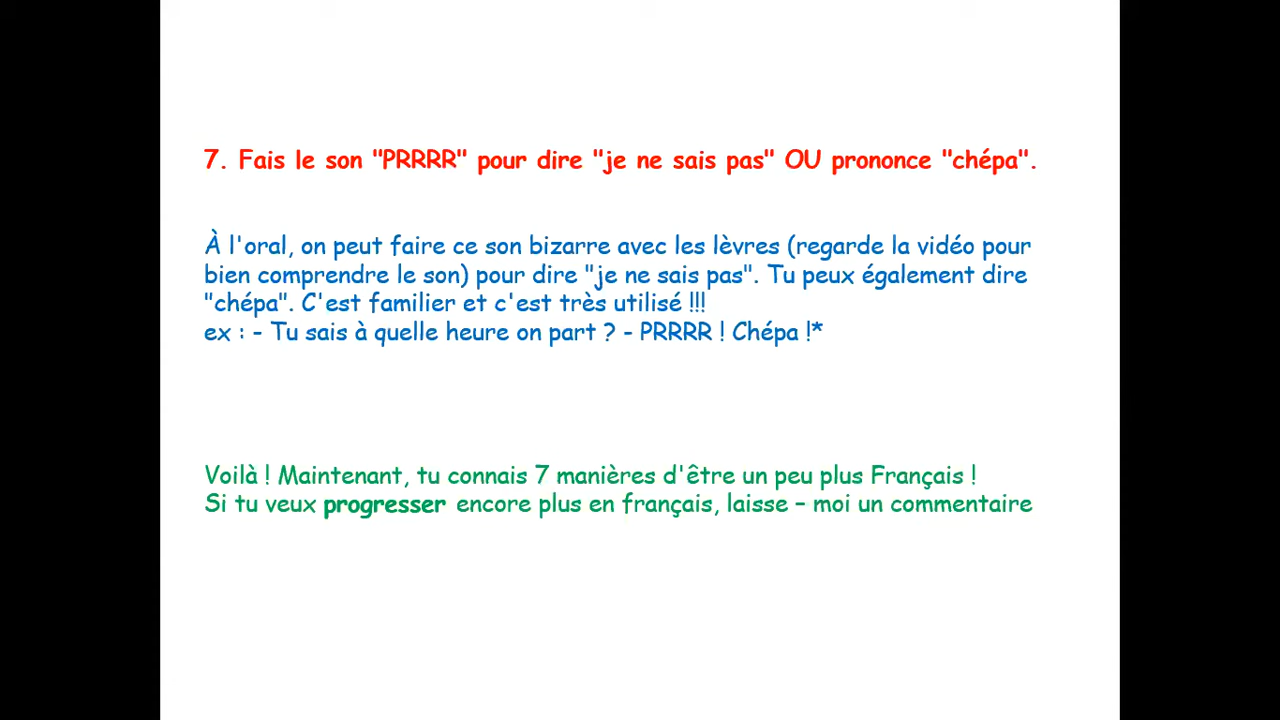 7. Fais le son "PRRRR" pour dire "je ne sais pas" OU prononce "chépa".
À l'oral, on peut faire ce son bizarre avec les lèvres (regarde la vidéo pour
bien comprendre le son) pour dire "je ne sais pas". Tu peux également dire
"chépa". C'est familier et c'est très utilisé !!!
ex : - Tu sais à quelle heure on part ? - PRRRR ! Chépa !*
Voilà ! Maintenant, tu connais 7 manières d'être un peu plus Français !
Si tu veux progresser encore plus en français, laisse – moi un commentaire